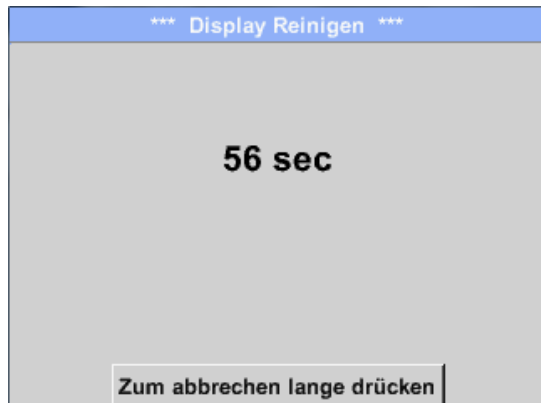 *** Display Reinigen ***
56 sec
Zum abbrechen lange drücken